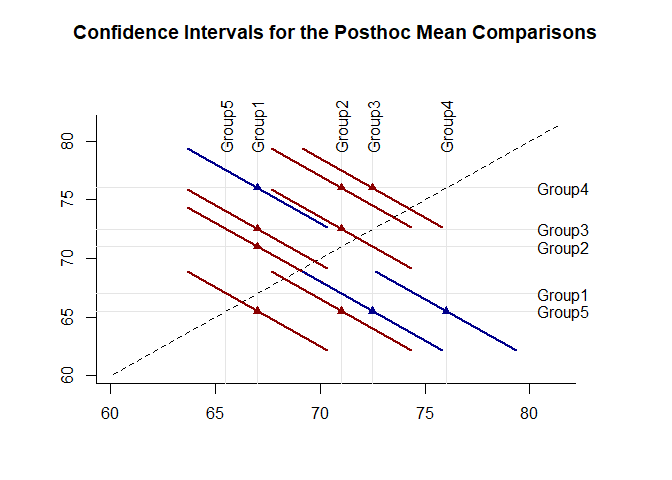 Confidence Intervals for the Posthoc Mean Comparisons
Group5
Group1
Group2
Group3
Group4
80
75
70
65
60
Group4
Group3
Group2
Group1
Group5
60
65
70
75
80